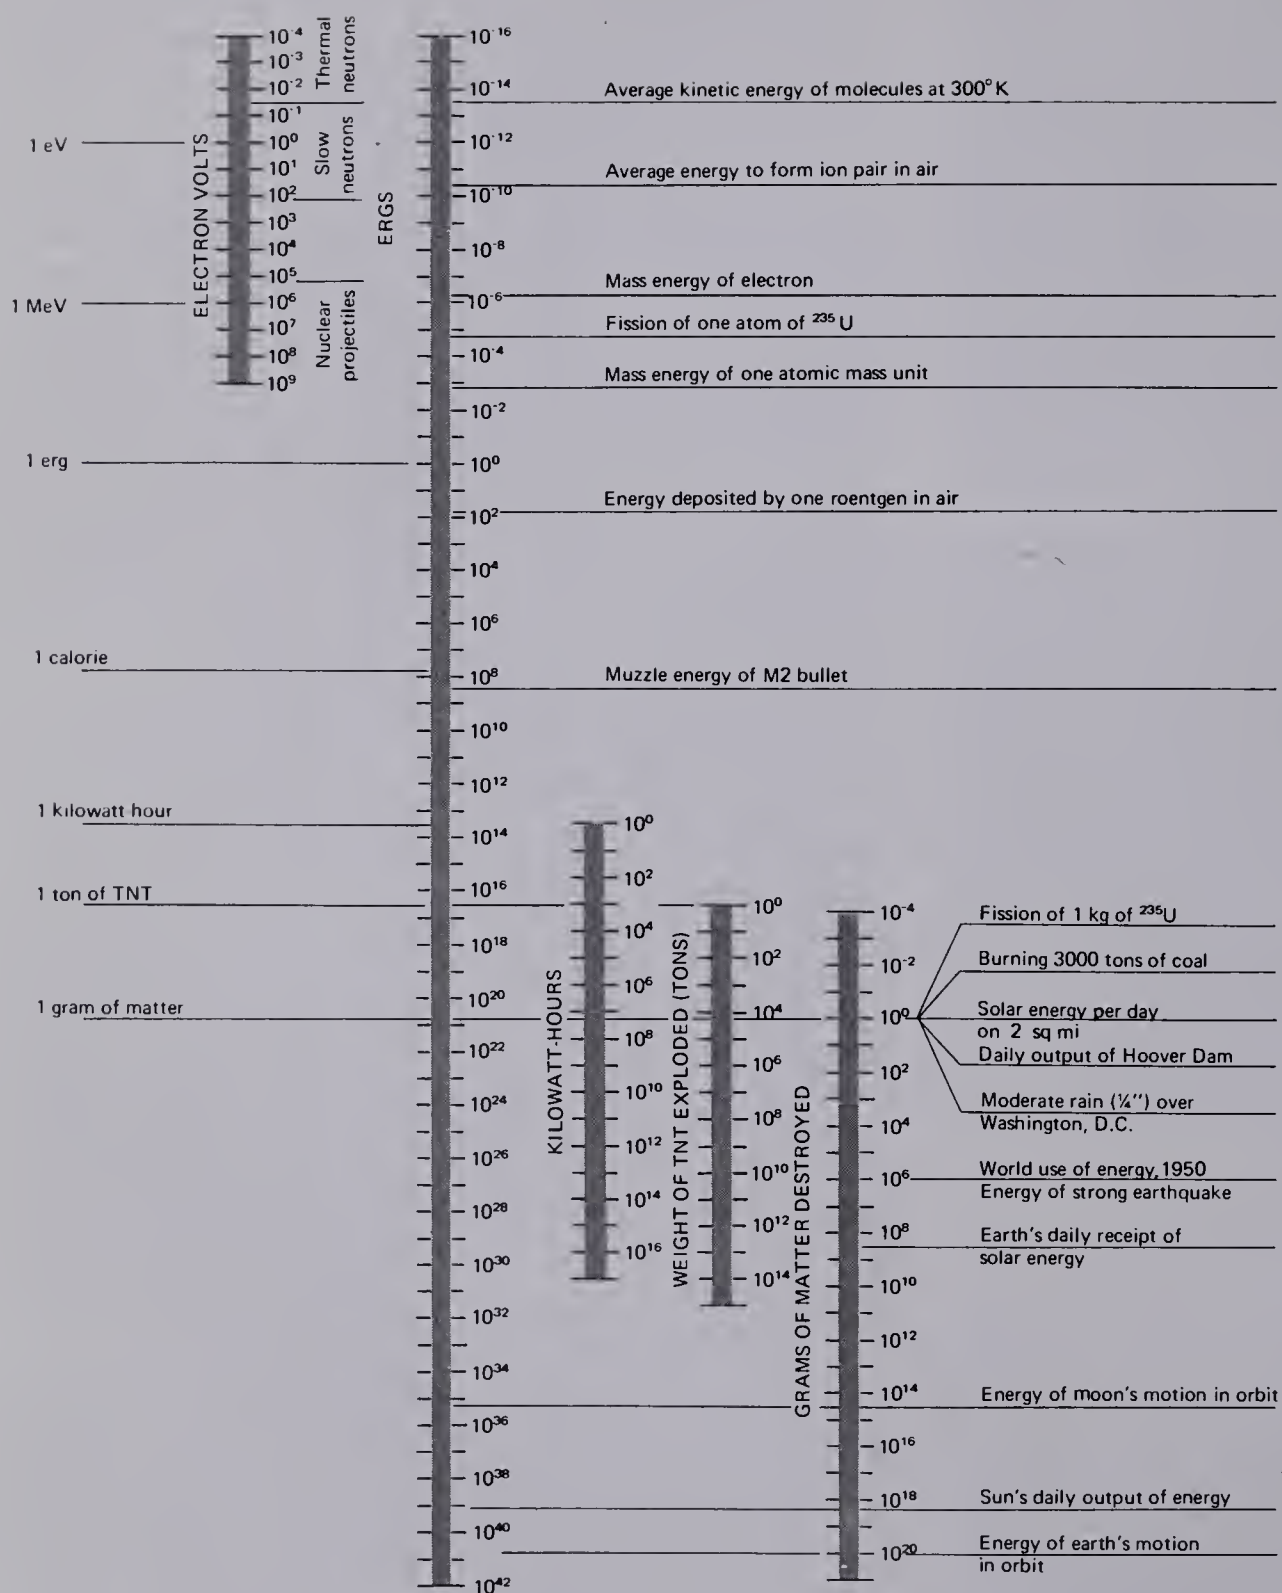 ELECTRON VOLTS
10⁻⁴
10⁻³
10⁻²
10⁻¹
10⁰
10¹
10²
10³
10⁴
10⁵
10⁶
10⁷
10⁸
10⁹
Thermal
neutrons
Slow
neutrons
Nuclear
projectiles
1 eV
1 MeV
1 erg
1 calorie
1 kilowatt-hour
1 ton of TNT
1 gram of matter
ERGS
10⁻¹⁶
10⁻¹⁴
10⁻¹²
10⁻¹⁰
10⁻⁸
10⁻⁶
10⁻⁴
10⁻²
10⁰
10²
10⁴
10⁶
10⁸
10¹⁰
10¹²
10¹⁴
10¹⁶
10¹⁸
10²⁰
10²²
10²⁴
10²⁶
10²⁸
10³⁰
10³²
10³⁴
10³⁶
10³⁸
10⁴⁰
10⁴²
Average kinetic energy of molecules at 300° K
Average energy to form ion pair in air
Mass energy of electron
Fission of one atom of ²³⁵U
Mass energy of one atomic mass unit
Energy deposited by one roentgen in air
Muzzle energy of M2 bullet
KILOWATT-HOURS
10⁰
10²
10⁴
10⁶
10⁸
10¹⁰
10¹²
10¹⁴
10¹⁶
WEIGHT OF TNT EXPLODED (TONS)
10⁰
10²
10⁴
10⁶
10⁸
10¹⁰
10¹²
10¹⁴
GRAMS OF MATTER DESTROYED
10⁻⁴
10⁻²
10⁰
10²
10⁴
10⁶
10⁸
10¹⁰
10¹²
10¹⁴
10¹⁶
10¹⁸
10²⁰
Fission of 1 kg of ²³⁵U
Burning 3000 tons of coal
Solar energy per day
on 2 sq mi
Daily output of Hoover Dam
Moderate rain (¼'') over
Washington, D.C.
World use of energy, 1950
Energy of strong earthquake
Earth's daily receipt of
solar energy
Energy of moon's motion in orbit
Sun's daily output of energy
Energy of earth's motion
in orbit